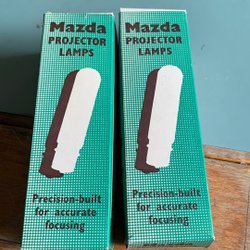 Mazda
PROJECTOR
LAMPS
Precision-built
for accurate
focusing
Mazda
PROJECTOR
LAMPS
Precision-built
for accurate
focusing